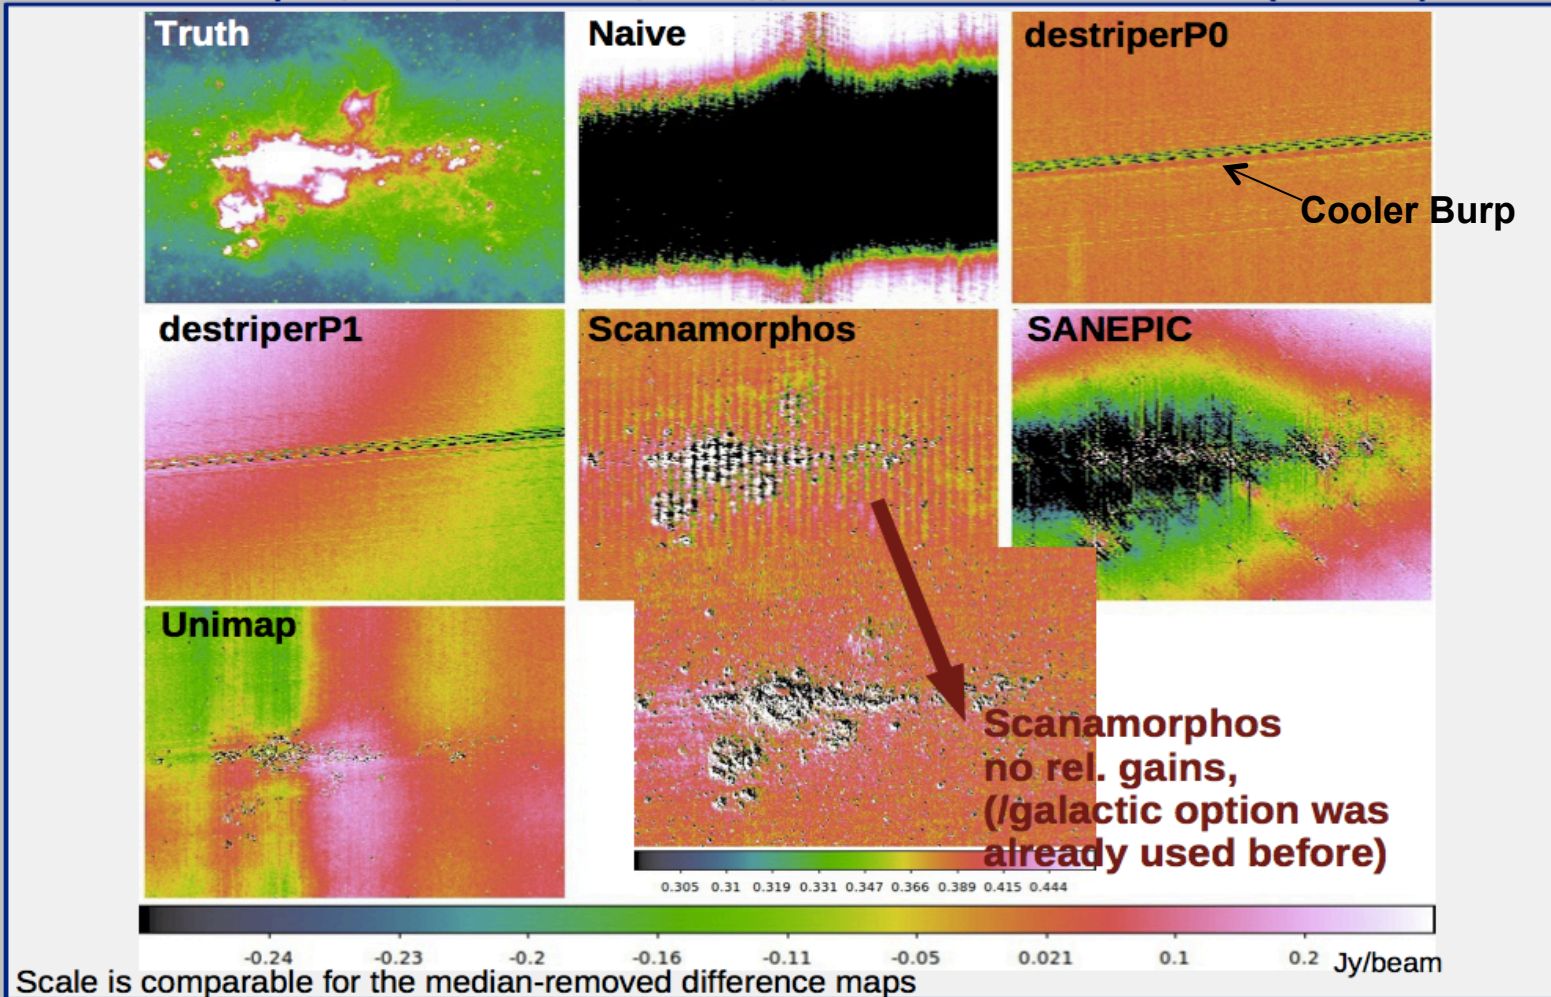 Truth
Naive
destriperP0
Cooler Burp
destriperP1
Scanamorphos
SANEPIC
Unimap
Scanamorphos
no rel. gains,
(/galactic option was
already used before)
0.305 0.31 0.319 0.331 0.347 0.366 0.389 0.415 0.444
-0.24 -0.23 -0.2 -0.16 -0.11 -0.05 0.021 0.1 0.2 Jy/beam
Scale is comparable for the median-removed difference maps